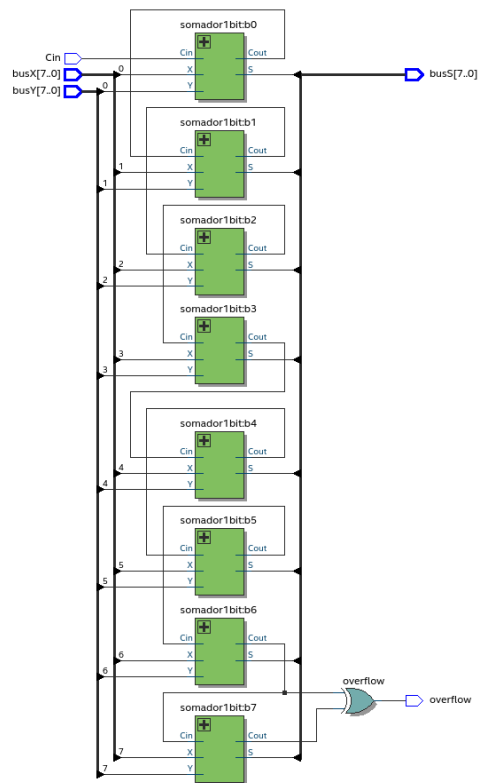 somador1bit:b0
Cin
Cin Cout
busX[7..0]
0
X S
busS[7..0]
busY[7..0]
0
Y
somador1bit:b1
Cin Cout
1
X S
1
Y
somador1bit:b2
Cin Cout
2
X S
2
Y
somador1bit:b3
Cin Cout
3
X S
3
Y
somador1bit:b4
Cin Cout
4
X S
4
Y
somador1bit:b5
Cin Cout
5
X S
5
Y
somador1bit:b6
Cin Cout
6
X S
6
Y
overflow
overflow
somador1bit:b7
Cin Cout
7
X S
7
Y